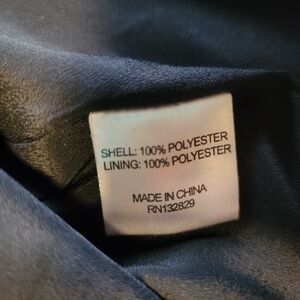 SHELL: 100% POLYESTER
LINING: 100% POLYESTER
MADE IN CHINA
RN132829